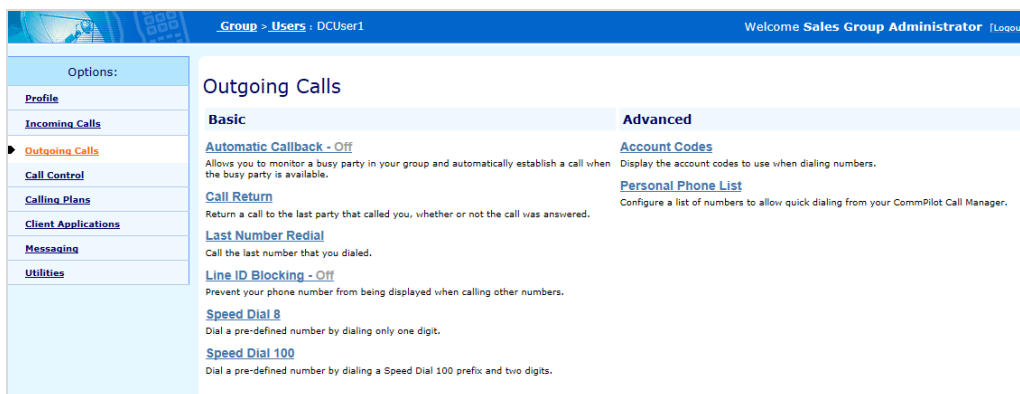 Group > Users : DCUser1
Welcome Sales Group Administrator [Logou
Options:
Profile
Incoming Calls
Outgoing Calls
Call Control
Calling Plans
Client Applications
Messaging
Utilities
Outgoing Calls
Basic
Automatic Callback - Off
Allows you to monitor a busy party in your group and automatically establish a call when
the busy party is available.
Call Return
Return a call to the last party that called you, whether or not the call was answered.
Last Number Redial
Call the last number that you dialed.
Line ID Blocking - Off
Prevent your phone number from being displayed when calling other numbers.
Speed Dial 8
Dial a pre-defined number by dialing only one digit.
Speed Dial 100
Dial a pre-defined number by dialing a Speed Dial 100 prefix and two digits.
Advanced
Account Codes
Display the account codes to use when dialing numbers.
Personal Phone List
Configure a list of numbers to allow quick dialing from your CommPilot Call Manager.